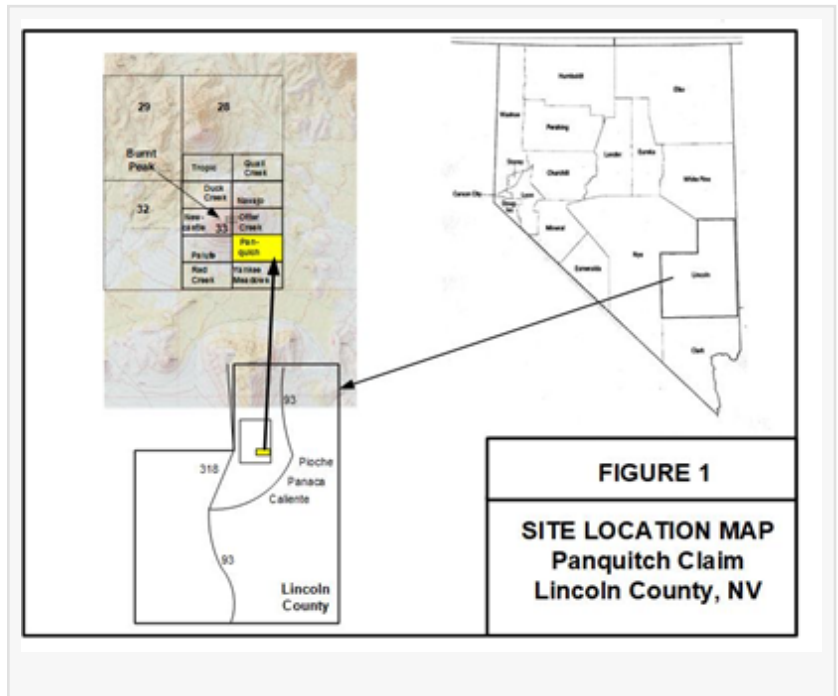 29
28
Burnt
Peak
Tropic
Quail
Creek
Duck
Creek
Navajo
32
New-
castle
33
Otter
Creek
Paiute
Pan-
quich
Red
Creek
Yankee
Meadows
Humboldt
Elko
Washoe
Pershing
Lander
Eureka
White Pine
Storey
Churchill
Carson City
Lyon
Mineral
Nye
Esmeralda
Lincoln
Clark
93
318
Pioche
Panaca
Caliente
93
Lincoln
County
FIGURE 1
SITE LOCATION MAP
Panquitch Claim
Lincoln County, NV